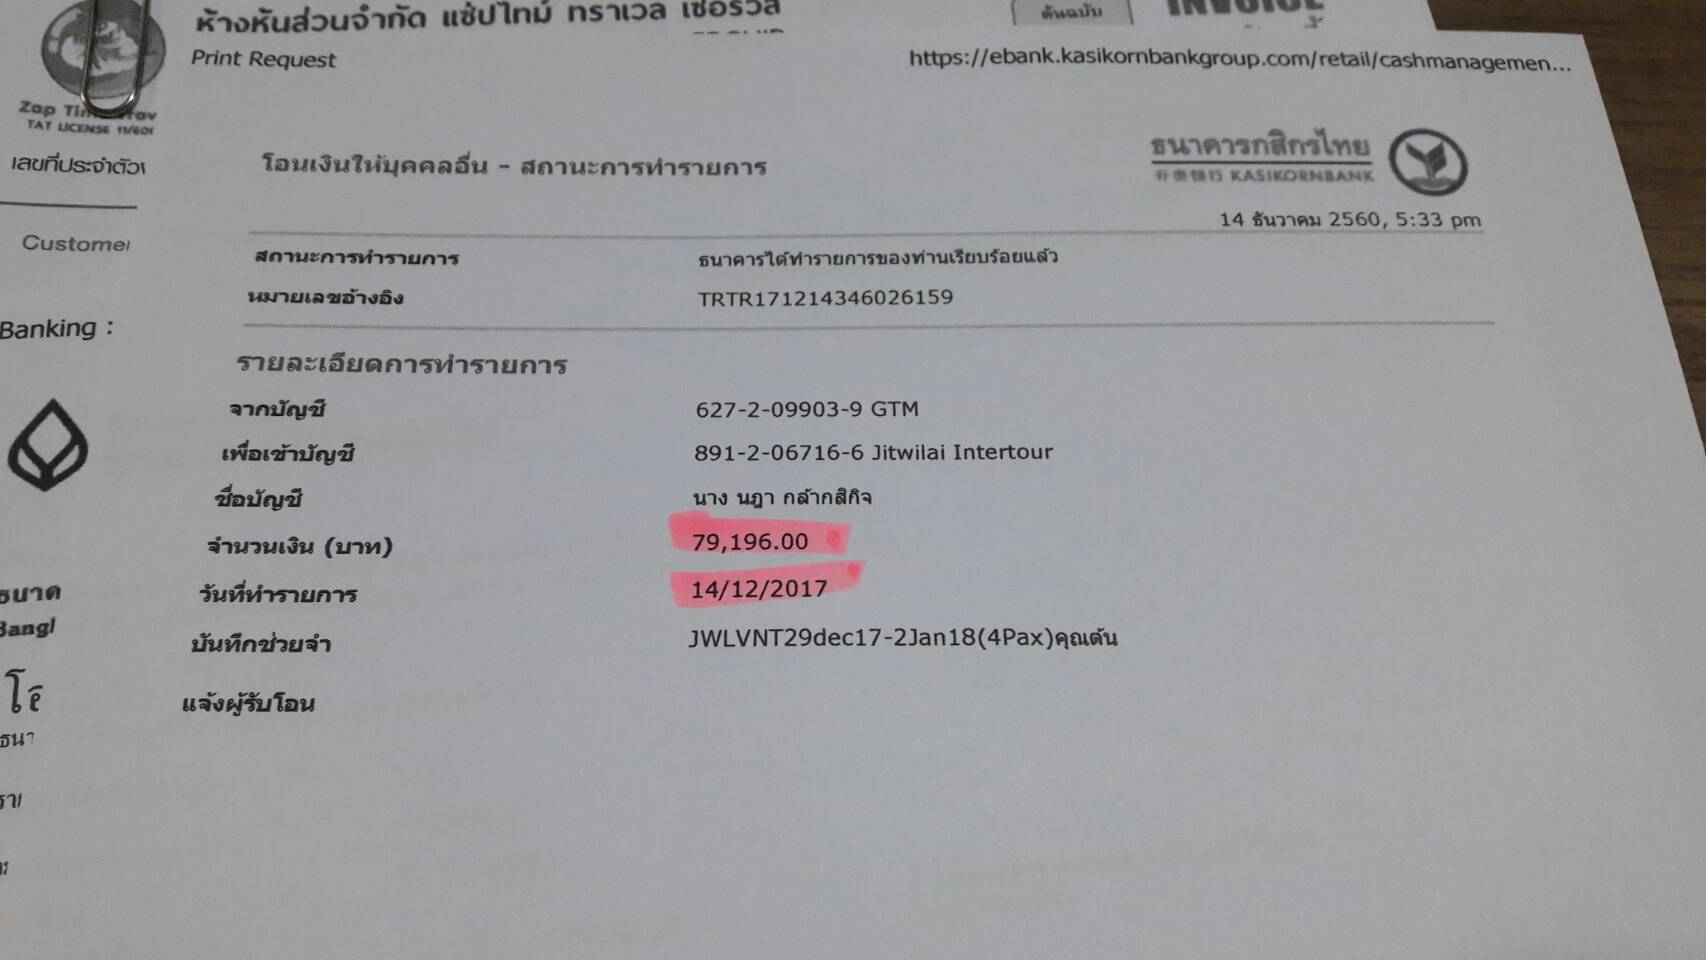 ห้างหุ้นส่วนจำกัด แซ่ปไทม์ ทราเวล เซอร์วิส
ต้นฉบับ
INVOICE
Print Request
https://ebank.kasikornbankgroup.com/retail/cashmanagemen...
Zap
TAT LICENSE 11/601
เลขที่ประจำตัว
โอนเงินให้บุคคลอื่น - สถานะการทำรายการ
ธนาคารกสิกรไทย
开泰银行 KASIKORNBANK
14 ธันวาคม 2560, 5:33 pm
Customer
สถานะการทำรายการ ธนาคารได้ทำรายการของท่านเรียบร้อยแล้ว
หมายเลขอ้างอิง TRTR171214346026159
Banking :
รายละเอียดการทำรายการ
จากบัญชี 627-2-09903-9 GTM
เพื่อเข้าบัญชี 891-2-06716-6 Jitwilai Intertour
ชื่อบัญชี นาง นฎา กล้ากสิกิจ
จำนวนเงิน (บาท) 79,196.00
วันที่ทำรายการ 14/12/2017
บันทึกช่วยจำ JWLVNT29dec17-2Jan18(4Pax)คุณต้น
แจ้งผู้รับโอน
ธนาค
Bangl
ธนา